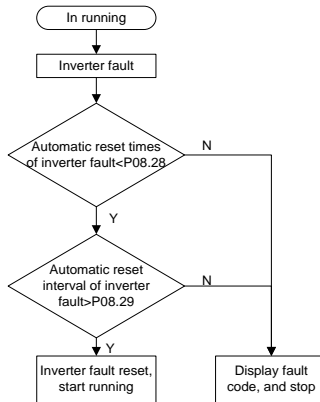 In running
Inverter fault
Automatic reset times
of inverter fault<P08.28
N
Y
Automatic reset
interval of inverter
fault>P08.29
N
Y
Inverter fault reset,
start running
Display fault
code, and stop